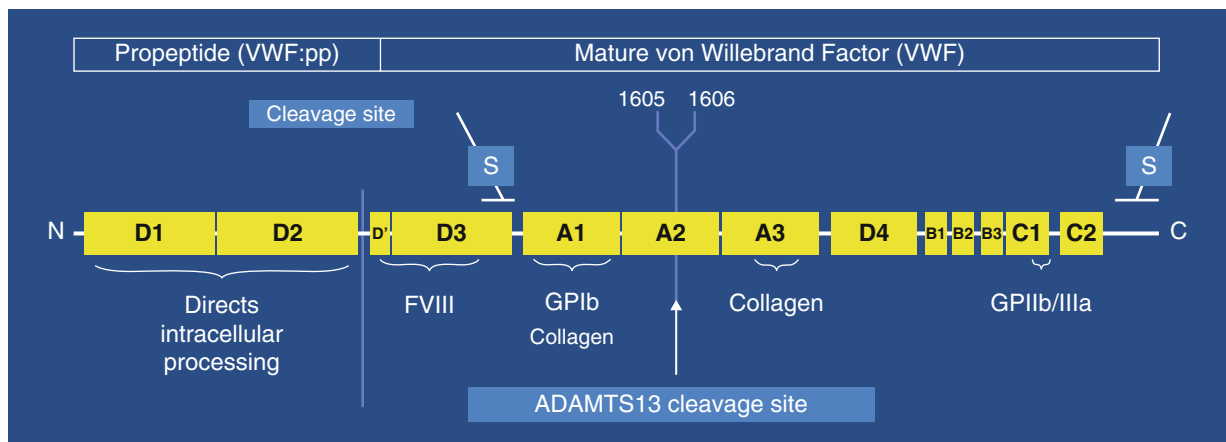 Propeptide (VWF:pp) Mature von Willebrand Factor (VWF)
1605 1606
Cleavage site
S S
N D1 D2 D' D3 A1 A2 A3 D4 B1 B2 B3 C1 C2 C
Directs
intracellular
processing
FVIII
GPIb
Collagen
Collagen
GPIIb/IIIa
ADAMTS13 cleavage site